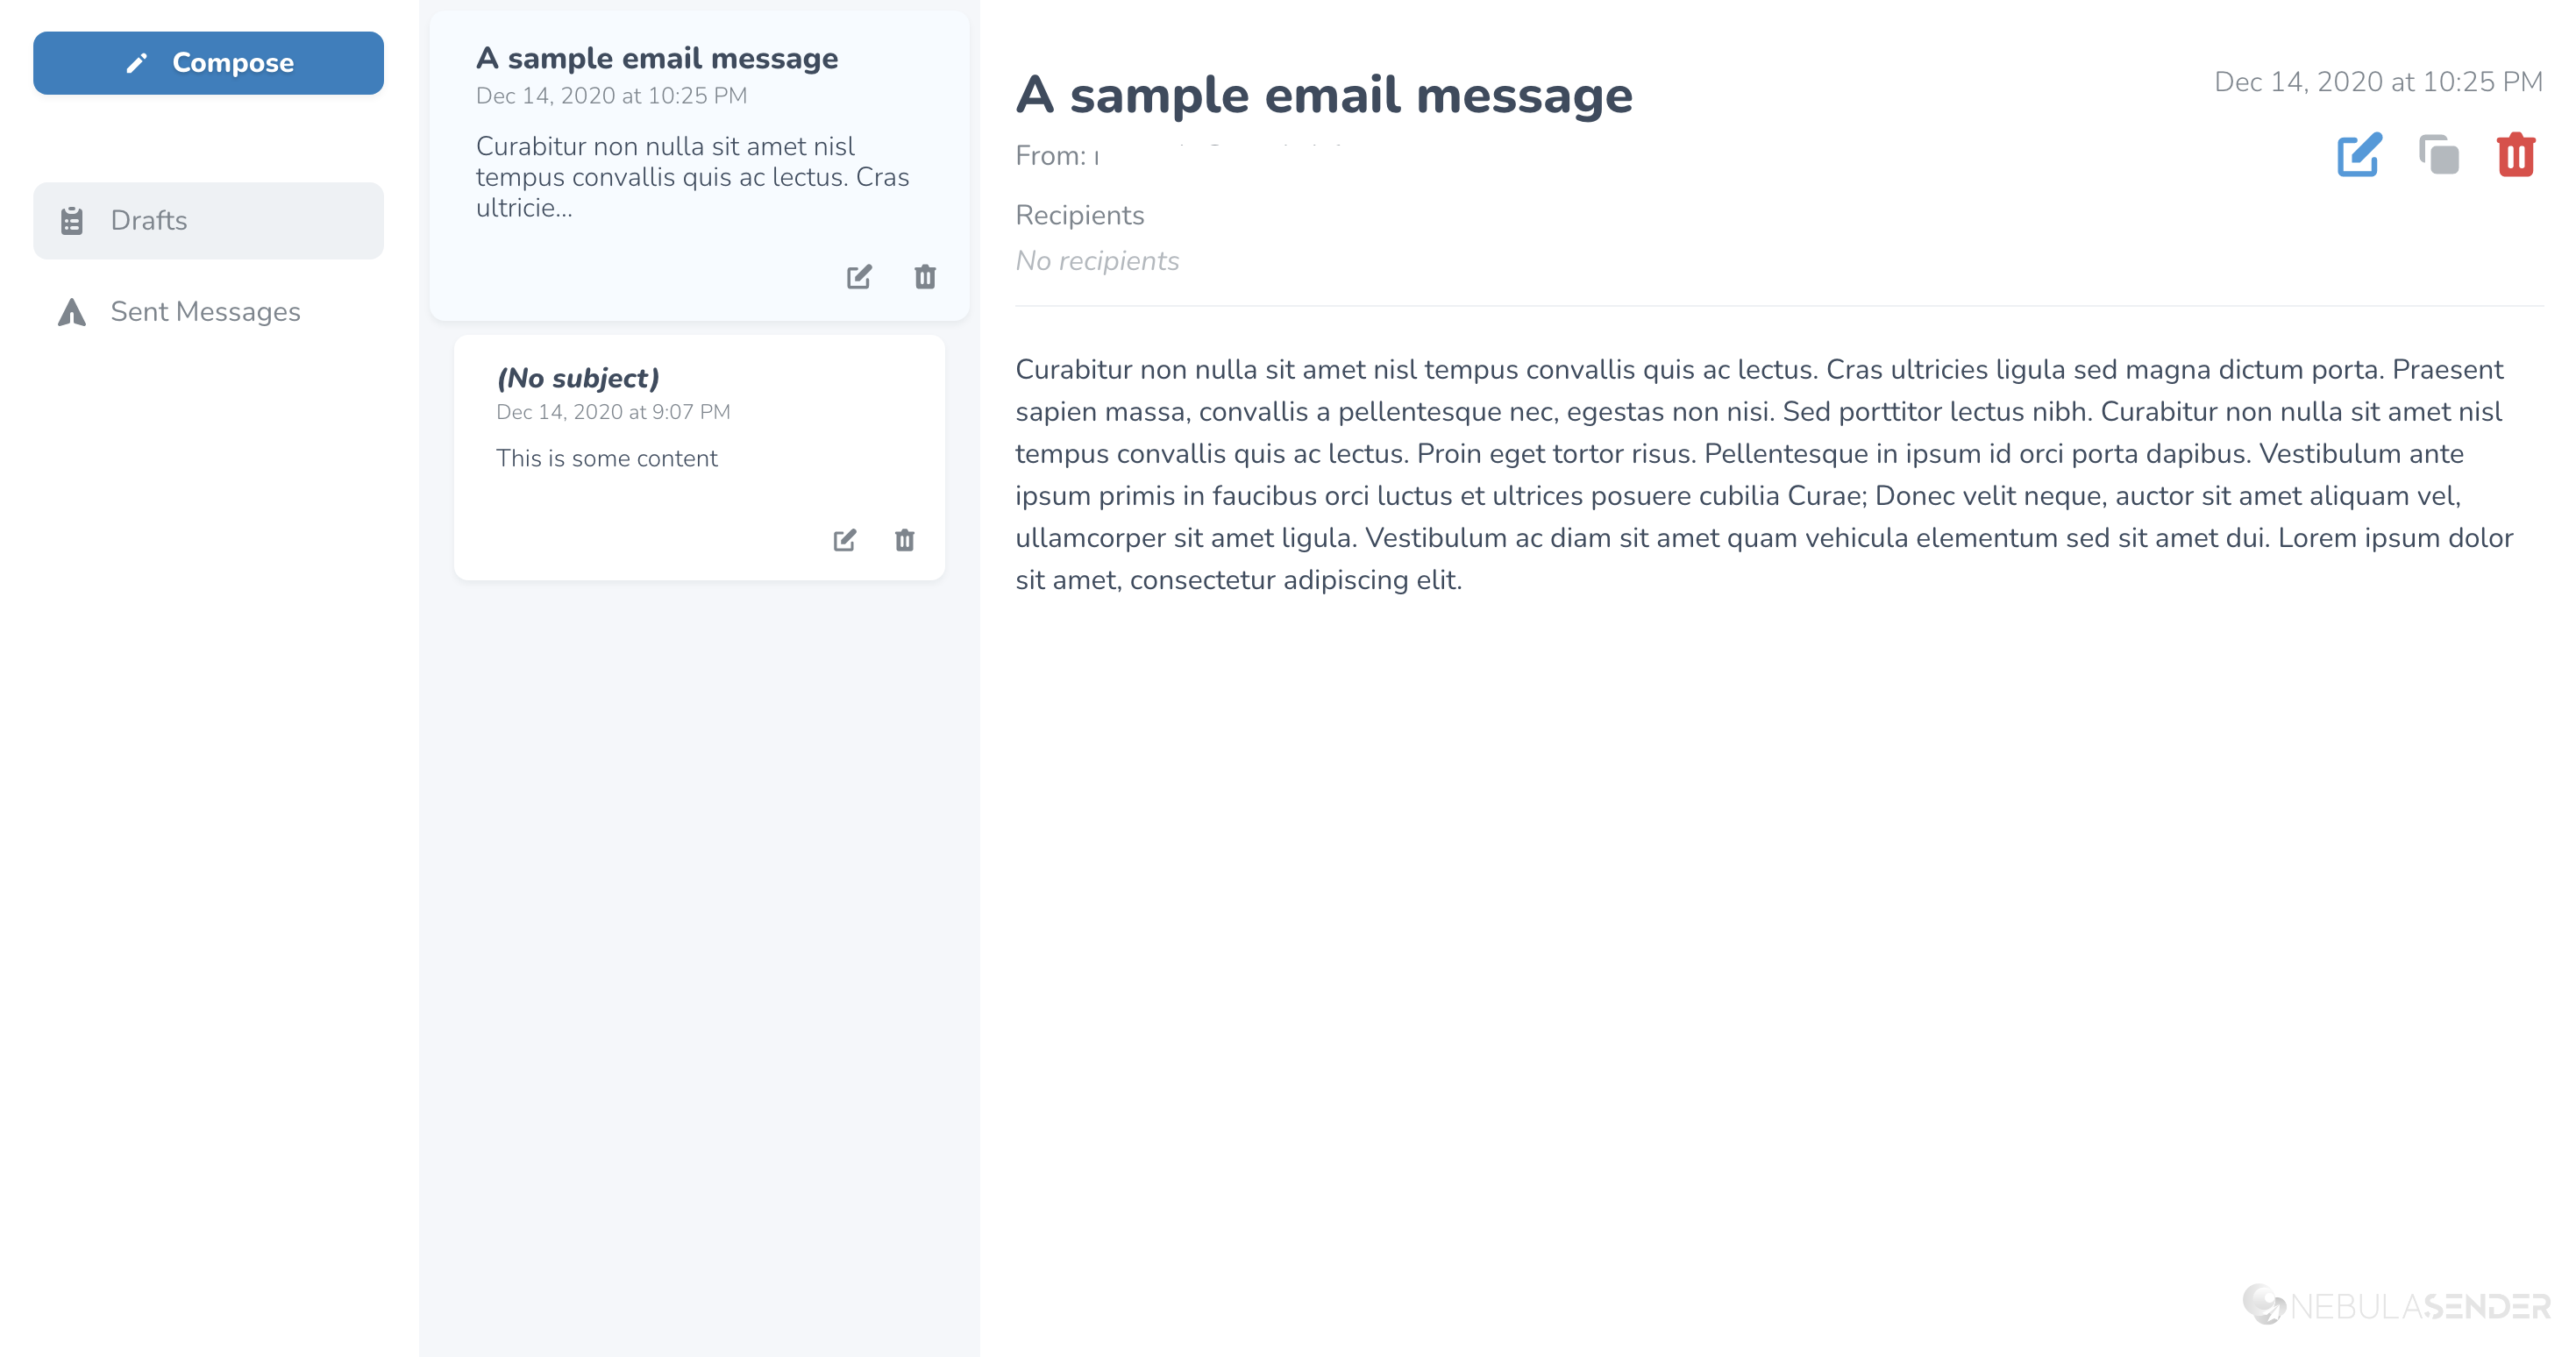 Compose
Drafts
Sent Messages
A sample email message
Dec 14, 2020 at 10:25 PM
Curabitur non nulla sit amet nisl
tempus convallis quis ac lectus. Cras
ultricie...
(No subject)
Dec 14, 2020 at 9:07 PM
This is some content
A sample email message
Dec 14, 2020 at 10:25 PM
From:
Recipients
No recipients
Curabitur non nulla sit amet nisl tempus convallis quis ac lectus. Cras ultricies ligula sed magna dictum porta. Praesent
sapien massa, convallis a pellentesque nec, egestas non nisi. Sed porttitor lectus nibh. Curabitur non nulla sit amet nisl
tempus convallis quis ac lectus. Proin eget tortor risus. Pellentesque in ipsum id orci porta dapibus. Vestibulum ante
ipsum primis in faucibus orci luctus et ultrices posuere cubilia Curae; Donec velit neque, auctor sit amet aliquam vel,
ullamcorper sit amet ligula. Vestibulum ac diam sit amet quam vehicula elementum sed sit amet dui. Lorem ipsum dolor
sit amet, consectetur adipiscing elit.
NEBULASENDER